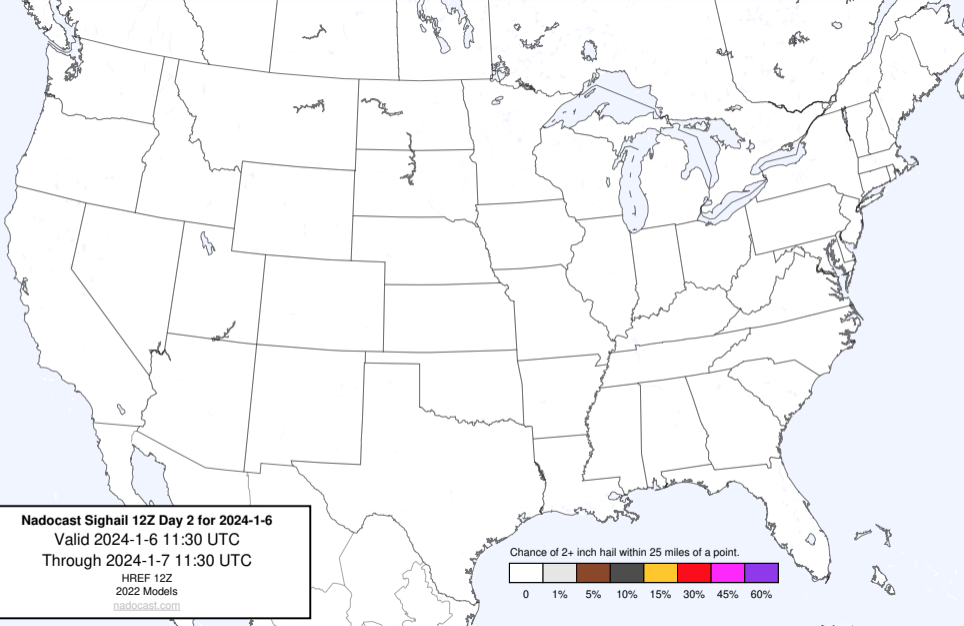 Nadocast Sighail 12Z Day 2 for 2024-1-6
Valid 2024-1-6 11:30 UTC
Through 2024-1-7 11:30 UTC
HREF 12Z
2022 Models
nadocast.com
Chance of 2+ inch hail within 25 miles of a point.
0 1% 5% 10% 15% 30% 45% 60%